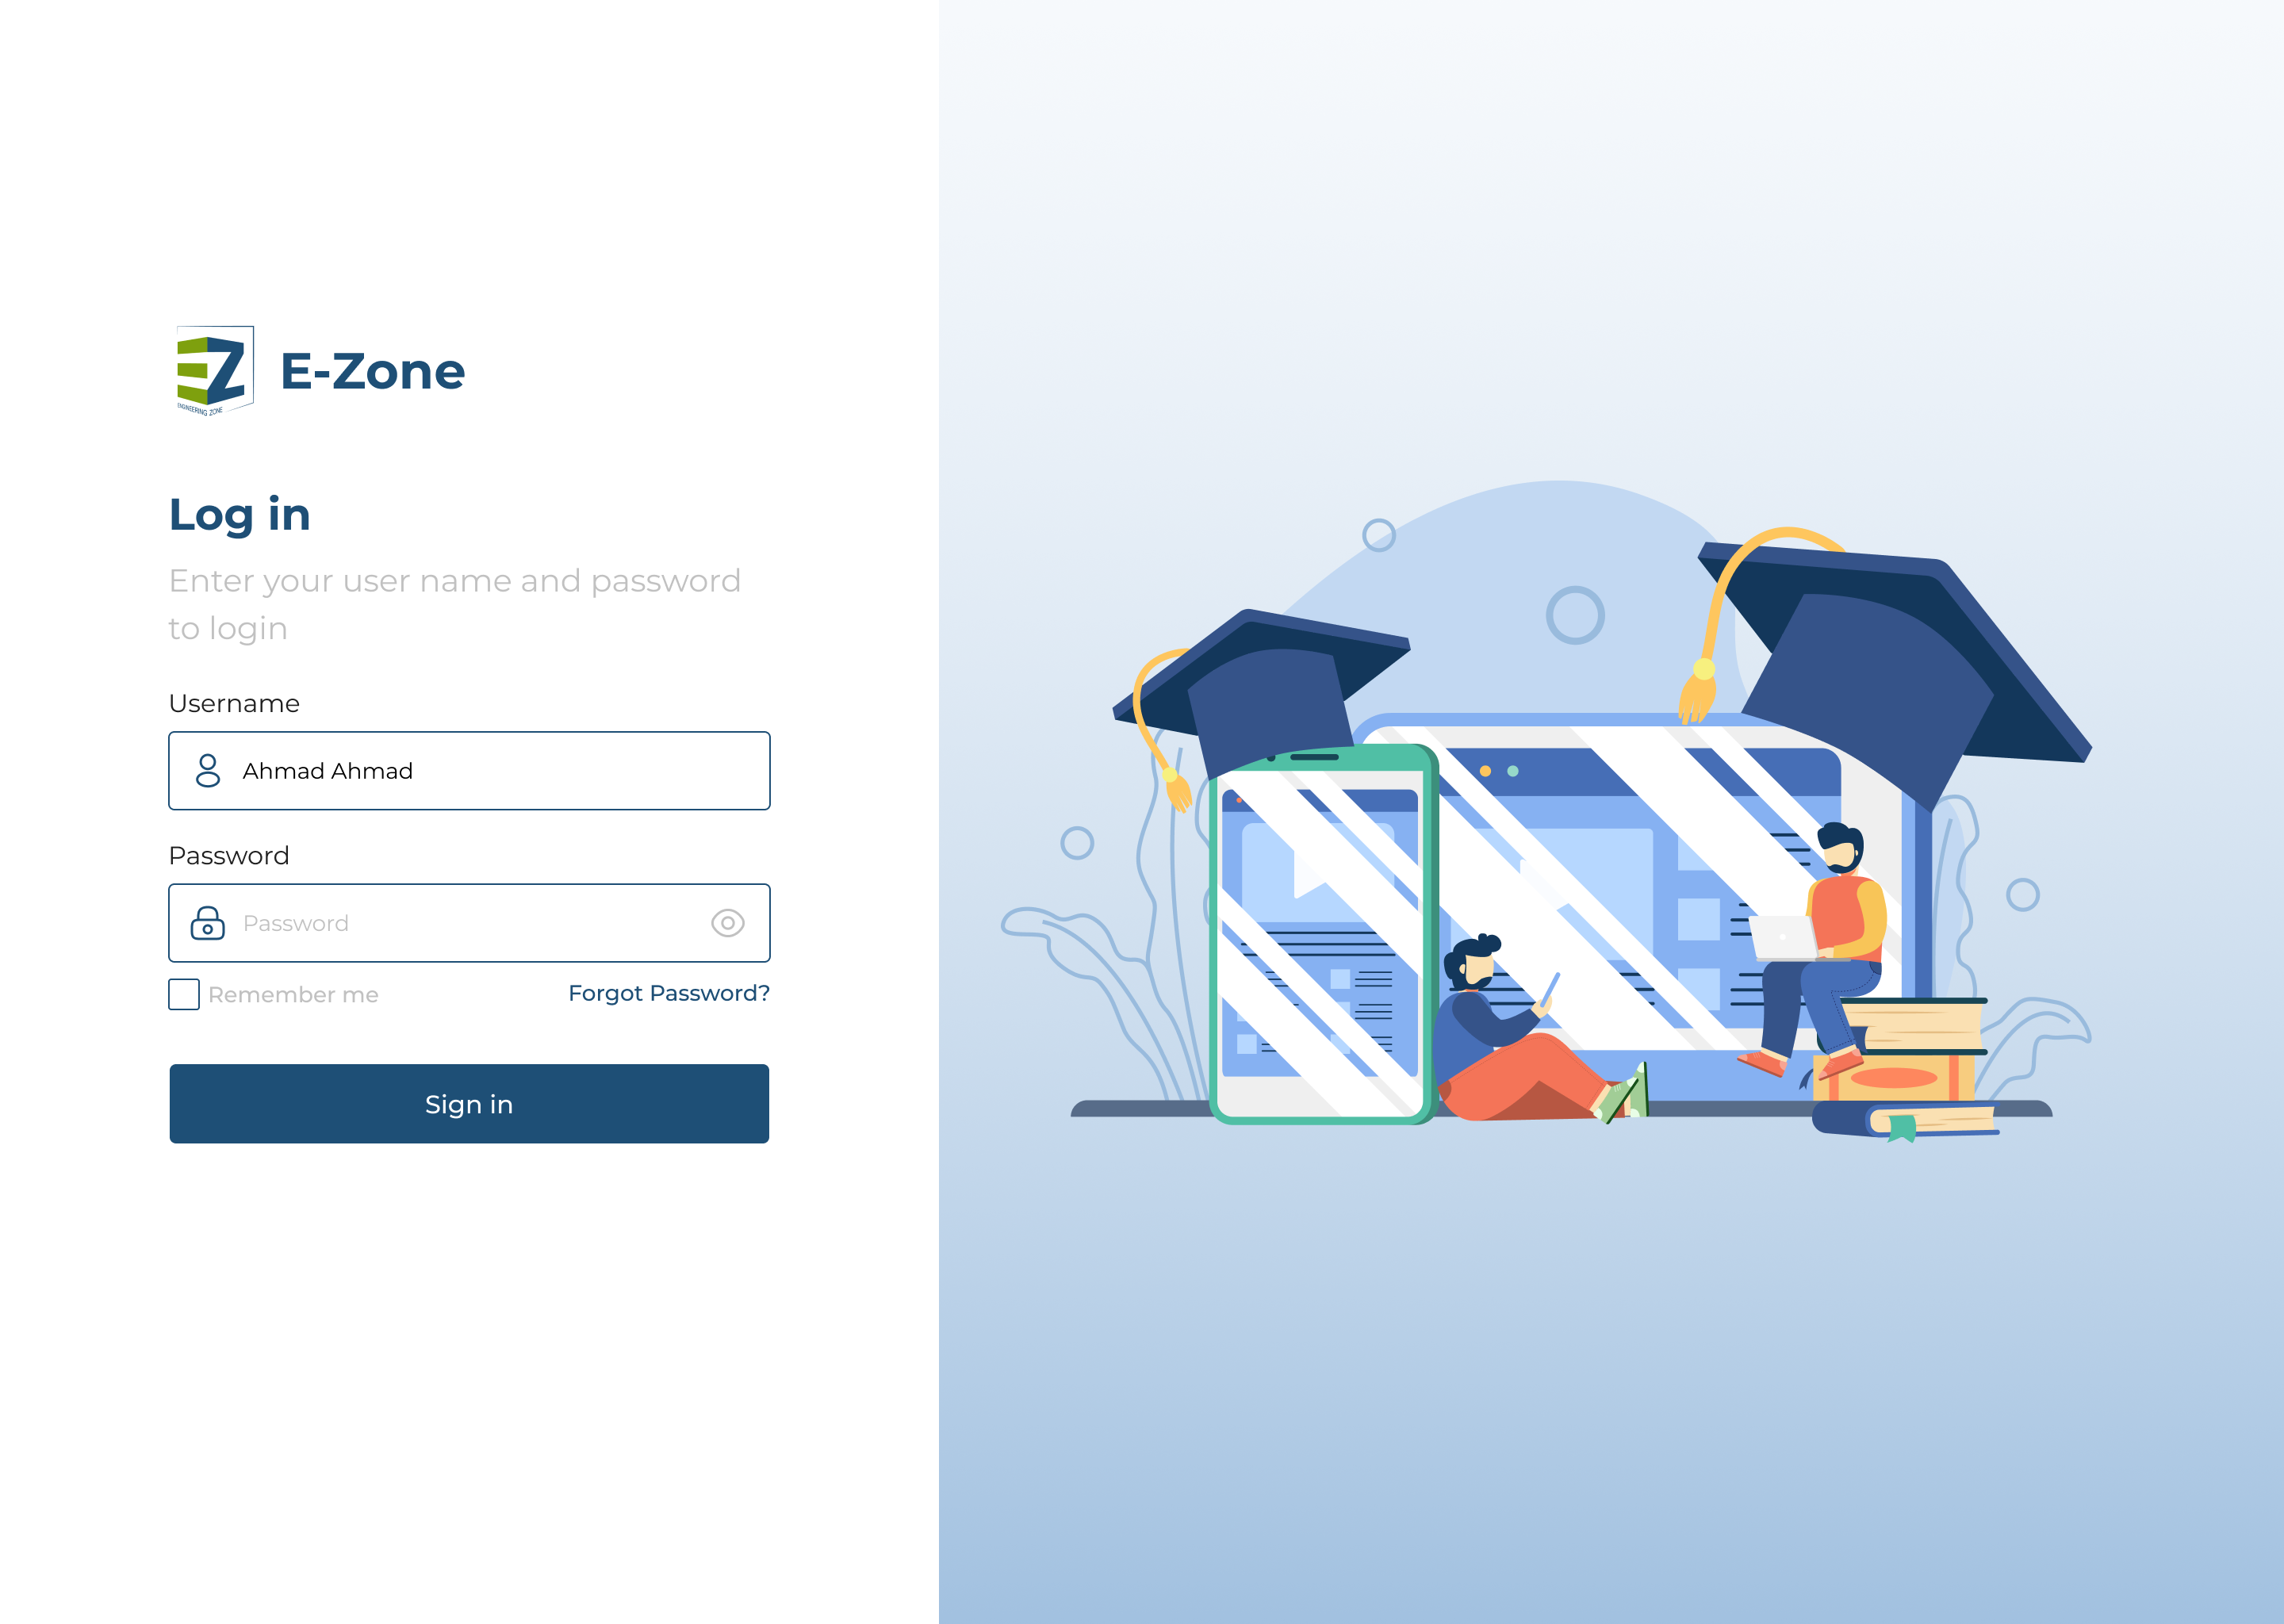 ENGINEERING ZONE
E-Zone
Log in
Enter your user name and password
to login
Username
Ahmad Ahmad
Password
Password
Remember me
Forgot Password?
Sign in